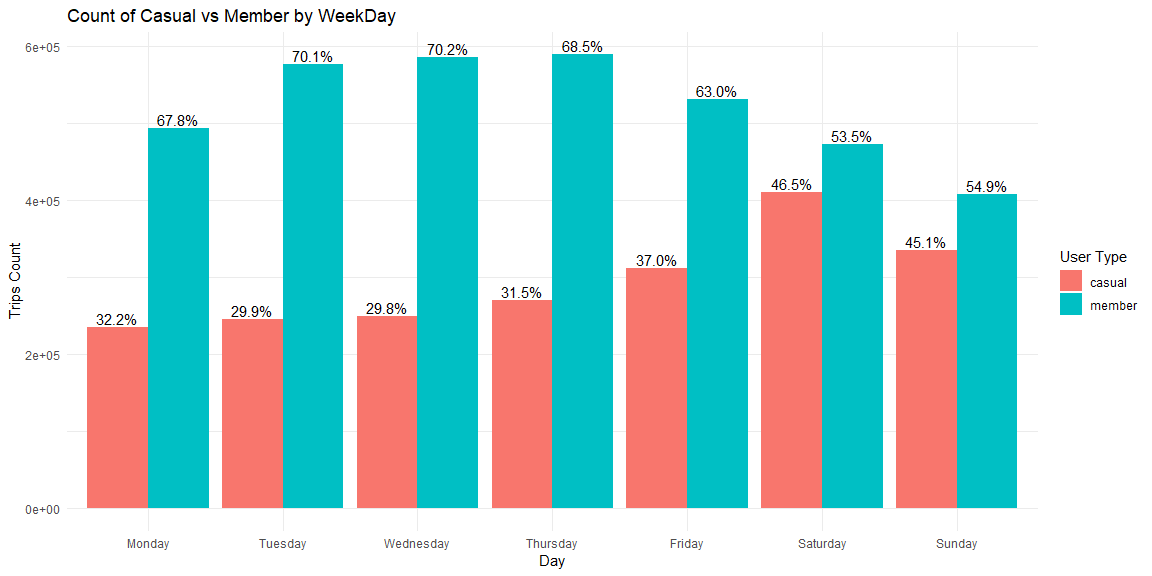 Count of Casual vs Member by WeekDay
6e+05
4e+05
2e+05
0e+00
Trips Count
32.2%
67.8%
29.9%
70.1%
29.8%
70.2%
31.5%
68.5%
37.0%
63.0%
46.5%
53.5%
45.1%
54.9%
Monday
Tuesday
Wednesday
Thursday
Friday
Saturday
Sunday
Day
User Type
casual
member